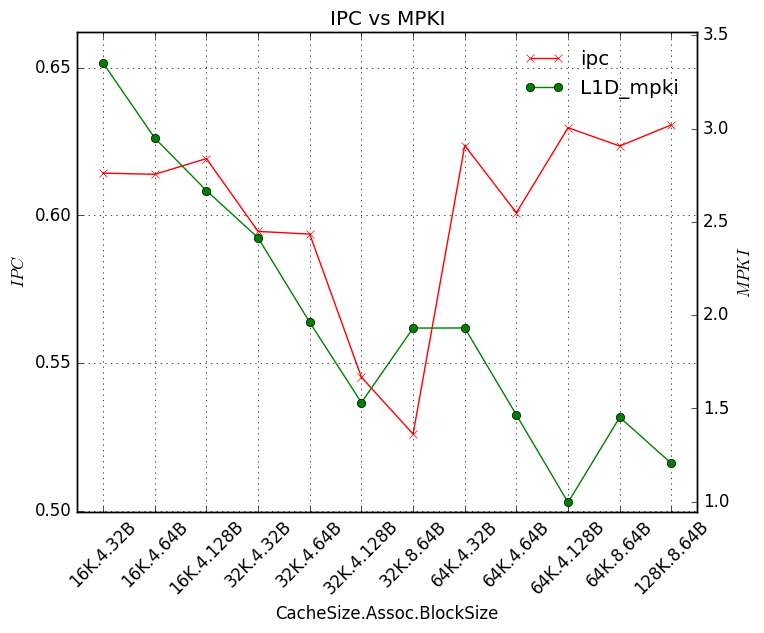 IPC vs MPKI
ipc
L1D_mpki
0.65
0.60
0.55
0.50
IPC
3.5
3.0
2.5
2.0
1.5
1.0
MPKI
16K.4.32B
16K.4.64B
16K.4.128B
32K.4.32B
32K.4.64B
32K.4.128B
32K.8.64B
64K.4.32B
64K.4.64B
64K.4.128B
64K.8.64B
128K.8.64B
CacheSize.Assoc.BlockSize